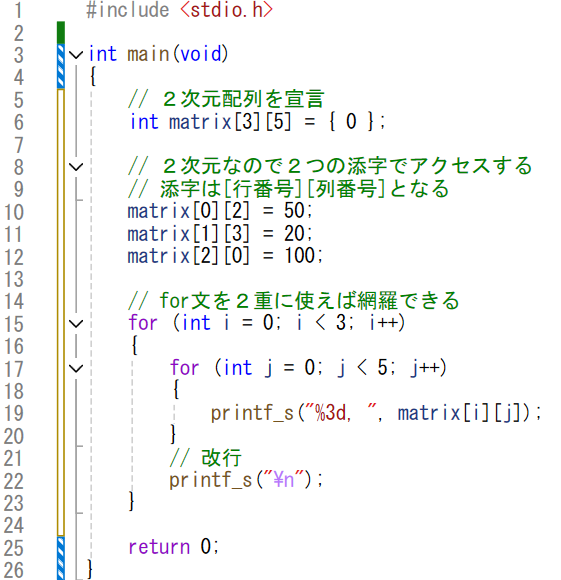 1 #include <stdio.h>
2
3 int main(void)
4 {
5 // ２次元配列を宣言
6 int matrix[3][5] = { 0 };
7
8 // ２次元なので２つの添字でアクセスする
9 // 添字は[行番号][列番号]となる
10 matrix[0][2] = 50;
11 matrix[1][3] = 20;
12 matrix[2][0] = 100;
13
14 // for文を２重に使えば網羅できる
15 for (int i = 0; i < 3; i++)
16 {
17 for (int j = 0; j < 5; j++)
18 {
19 printf_s("%3d, ", matrix[i][j]);
20 }
21 // 改行
22 printf_s("¥n");
23 }
24
25 return 0;
26 }